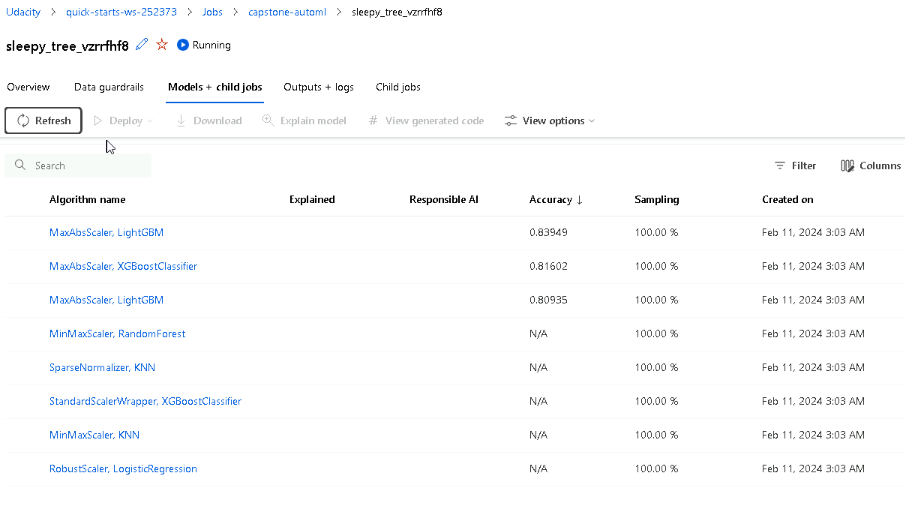 Udacity > quick-starts-ws-252373 > Jobs > capstone-automl > sleepy_tree_vzrrfhf8
sleepy_tree_vzrrfhf8 Running
Overview Data guardrails Models + child jobs Outputs + logs Child jobs
Refresh Deploy Download Explain model # View generated code View options
Search Filter Columns
Algorithm name Explained Responsible AI Accuracy ↓ Sampling Created on
MaxAbsScaler, LightGBM 0.83949 100.00 % Feb 11, 2024 3:03 AM
MaxAbsScaler, XGBoostClassifier 0.81602 100.00 % Feb 11, 2024 3:03 AM
MaxAbsScaler, LightGBM 0.80935 100.00 % Feb 11, 2024 3:03 AM
MinMaxScaler, RandomForest N/A 100.00 % Feb 11, 2024 3:03 AM
SparseNormalizer, KNN N/A 100.00 % Feb 11, 2024 3:03 AM
StandardScalerWrapper, XGBoostClassifier N/A 100.00 % Feb 11, 2024 3:03 AM
MinMaxScaler, KNN N/A 100.00 % Feb 11, 2024 3:03 AM
RobustScaler, LogisticRegression N/A 100.00 % Feb 11, 2024 3:03 AM